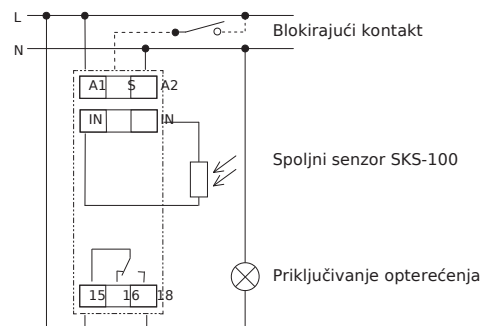 L
Blokirajući kontakt
N
A1 S A2
IN IN
Spoljni senzor SKS-100
Priključivanje opterećenja
15 16 18